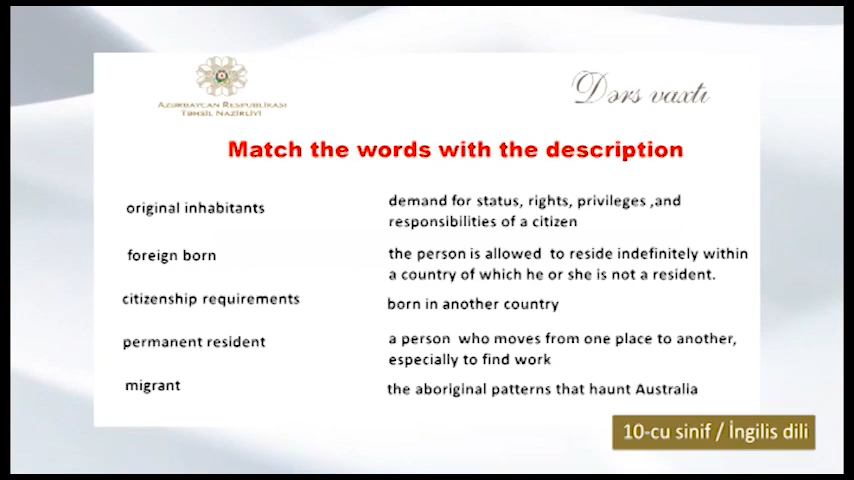 AZƏRBAYCAN RESPUBLİKASI
TƏHSİL NAZİRLİYİ
Dərs vaxtı
Match the words with the description
original inhabitants
demand for status, rights, privileges ,and
responsibilities of a citizen
foreign born
the person is allowed to reside indefinitely within
a country of which he or she is not a resident.
citizenship requirements
born in another country
permanent resident
a person who moves from one place to another,
especially to find work
migrant
the aboriginal patterns that haunt Australia
10-cu sinif / İngilis dili